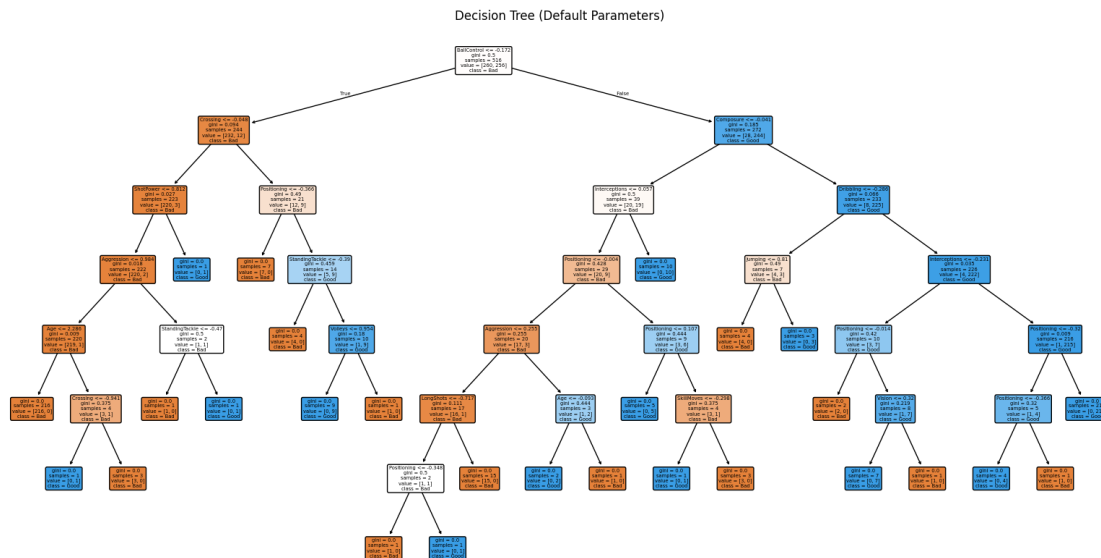 Decision Tree (Default Parameters)
BallControl <= -0.172
gini = 0.5
samples = 516
value = [260, 256]
class = Bad
True
False
Crossing <= -0.048
gini = 0.094
samples = 244
value = [232, 12]
class = Bad
Composure <= -0.041
gini = 0.185
samples = 272
value = [28, 244]
class = Good
ShotPower <= 0.812
gini = 0.027
samples = 223
value = [220, 3]
class = Bad
Positioning <= -0.366
gini = 0.49
samples = 21
value = [12, 9]
class = Bad
Interceptions <= 0.057
gini = 0.5
samples = 39
value = [20, 19]
class = Bad
Dribbling <= -0.286
gini = 0.066
samples = 233
value = [8, 225]
class = Good
Aggression <= 0.984
gini = 0.018
samples = 222
value = [220, 2]
class = Bad
gini = 0.0
samples = 1
value = [0, 1]
class = Good
gini = 0.0
samples = 7
value = [7, 0]
class = Bad
StandingTackle <= -0.39
gini = 0.459
samples = 14
value = [5, 9]
class = Good
Positioning <= -0.004
gini = 0.428
samples = 29
value = [20, 9]
class = Bad
gini = 0.0
samples = 10
value = [0, 10]
class = Good
Jumping <= 0.81
gini = 0.49
samples = 7
value = [4, 3]
class = Bad
Interceptions <= -0.231
gini = 0.035
samples = 226
value = [4, 222]
class = Good
Age <= 2.286
gini = 0.009
samples = 220
value = [219, 1]
class = Bad
StandingTackle <= -0.47
gini = 0.5
samples = 2
value = [1, 1]
class = Bad
gini = 0.0
samples = 4
value = [4, 0]
class = Bad
Volleys <= 0.954
gini = 0.18
samples = 10
value = [1, 9]
class = Good
Aggression <= 0.255
gini = 0.255
samples = 20
value = [17, 3]
class = Bad
Positioning <= 0.107
gini = 0.444
samples = 9
value = [3, 6]
class = Good
gini = 0.0
samples = 4
value = [4, 0]
class = Bad
gini = 0.0
samples = 3
value = [0, 3]
class = Good
Positioning <= -0.014
gini = 0.42
samples = 10
value = [3, 7]
class = Good
Positioning <= -0.32
gini = 0.009
samples = 216
value = [1, 215]
class = Good
gini = 0.0
samples = 216
value = [216, 0]
class = Bad
Crossing <= -0.941
gini = 0.375
samples = 4
value = [3, 1]
class = Bad
gini = 0.0
samples = 1
value = [1, 0]
class = Bad
gini = 0.0
samples = 1
value = [0, 1]
class = Good
gini = 0.0
samples = 9
value = [0, 9]
class = Good
gini = 0.0
samples = 1
value = [1, 0]
class = Bad
LongShots <= -0.717
gini = 0.111
samples = 17
value = [16, 1]
class = Bad
Age <= -0.093
gini = 0.444
samples = 3
value = [1, 2]
class = Good
gini = 0.0
samples = 5
value = [0, 5]
class = Good
SkillMoves <= -0.298
gini = 0.375
samples = 4
value = [3, 1]
class = Bad
gini = 0.0
samples = 2
value = [2, 0]
class = Bad
Vision <= 0.32
gini = 0.219
samples = 8
value = [1, 7]
class = Good
Positioning <= -0.366
gini = 0.32
samples = 5
value = [1, 4]
class = Good
gini = 0.0
class = Good
gini = 0.0
samples = 1
value = [0, 1]
class = Good
gini = 0.0
samples = 3
value = [3, 0]
class = Bad
Positioning <= -0.348
gini = 0.5
samples = 2
value = [1, 1]
class = Bad
gini = 0.0
samples = 15
value = [15, 0]
class = Bad
gini = 0.0
samples = 2
value = [0, 2]
class = Good
gini = 0.0
samples = 1
value = [1, 0]
class = Bad
gini = 0.0
samples = 1
value = [0, 1]
class = Good
gini = 0.0
samples = 3
value = [3, 0]
class = Bad
gini = 0.0
samples = 7
value = [0, 7]
class = Good
gini = 0.0
samples = 1
value = [1, 0]
class = Bad
gini = 0.0
samples = 4
value = [0, 4]
class = Good
gini = 0.0
samples = 1
value = [1, 0]
class = Bad
gini = 0.0
samples = 1
value = [1, 0]
class = Bad
gini = 0.0
samples = 1
value = [0, 1]
class = Good